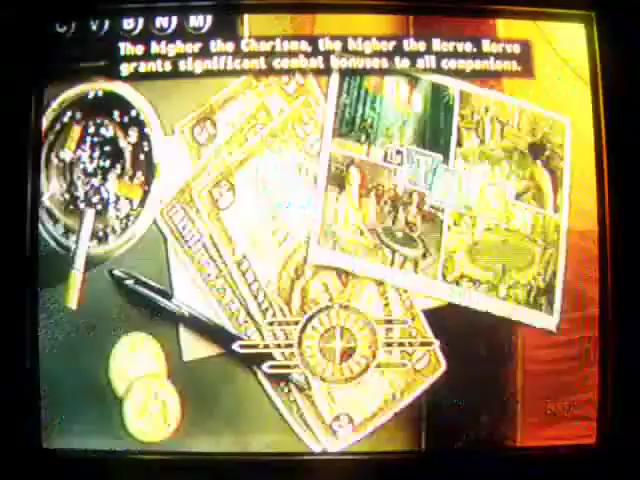 C) V) B) N) M)
The higher the Charisma, the higher the Nerve. Nerve
grants significant combat bonuses to all companions.